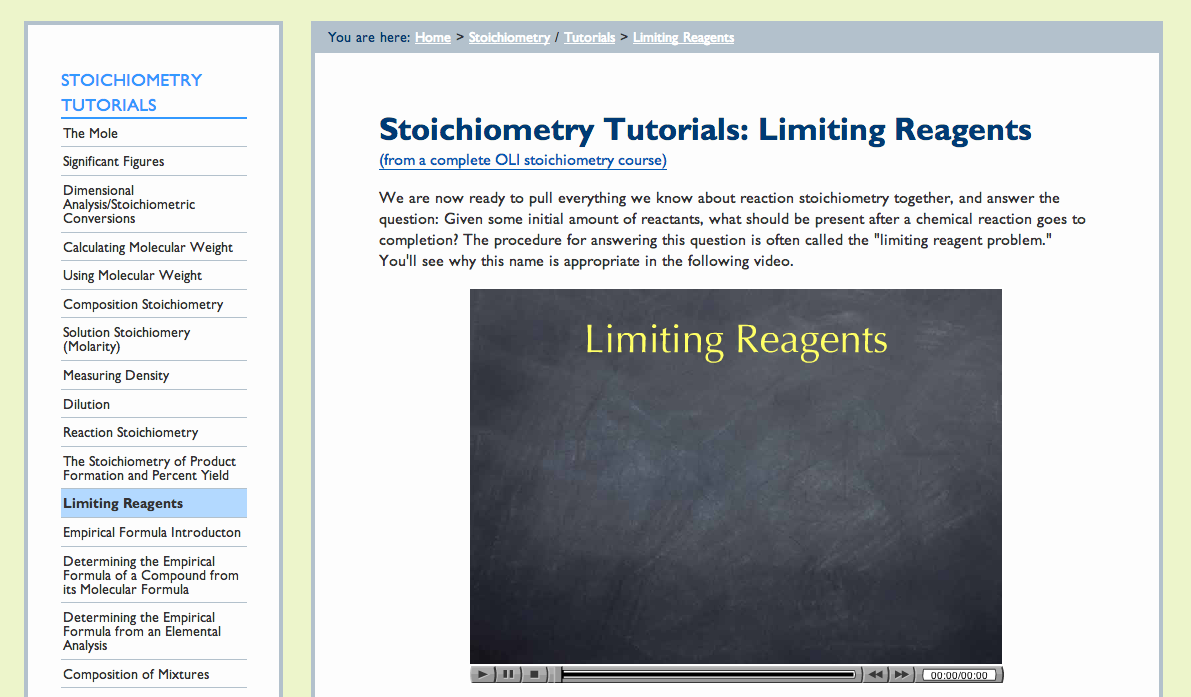 STOICHIOMETRY
TUTORIALS
The Mole
Significant Figures
Dimensional
Analysis/Stoichiometric
Conversions
Calculating Molecular Weight
Using Molecular Weight
Composition Stoichiometry
Solution Stoichiomery
(Molarity)
Measuring Density
Dilution
Reaction Stoichiometry
The Stoichiometry of Product
Formation and Percent Yield
Limiting Reagents
Empirical Formula Introducton
Determining the Empirical
Formula of a Compound from
its Molecular Formula
Determining the Empirical
Formula from an Elemental
Analysis
Composition of Mixtures
You are here: Home > Stoichiometry / Tutorials > Limiting Reagents
Stoichiometry Tutorials: Limiting Reagents
(from a complete OLI stoichiometry course)
We are now ready to pull everything we know about reaction stoichiometry together, and answer the
question: Given some initial amount of reactants, what should be present after a chemical reaction goes to
completion? The procedure for answering this question is often called the "limiting reagent problem."
You'll see why this name is appropriate in the following video.
Limiting Reagents
00:00/00:00